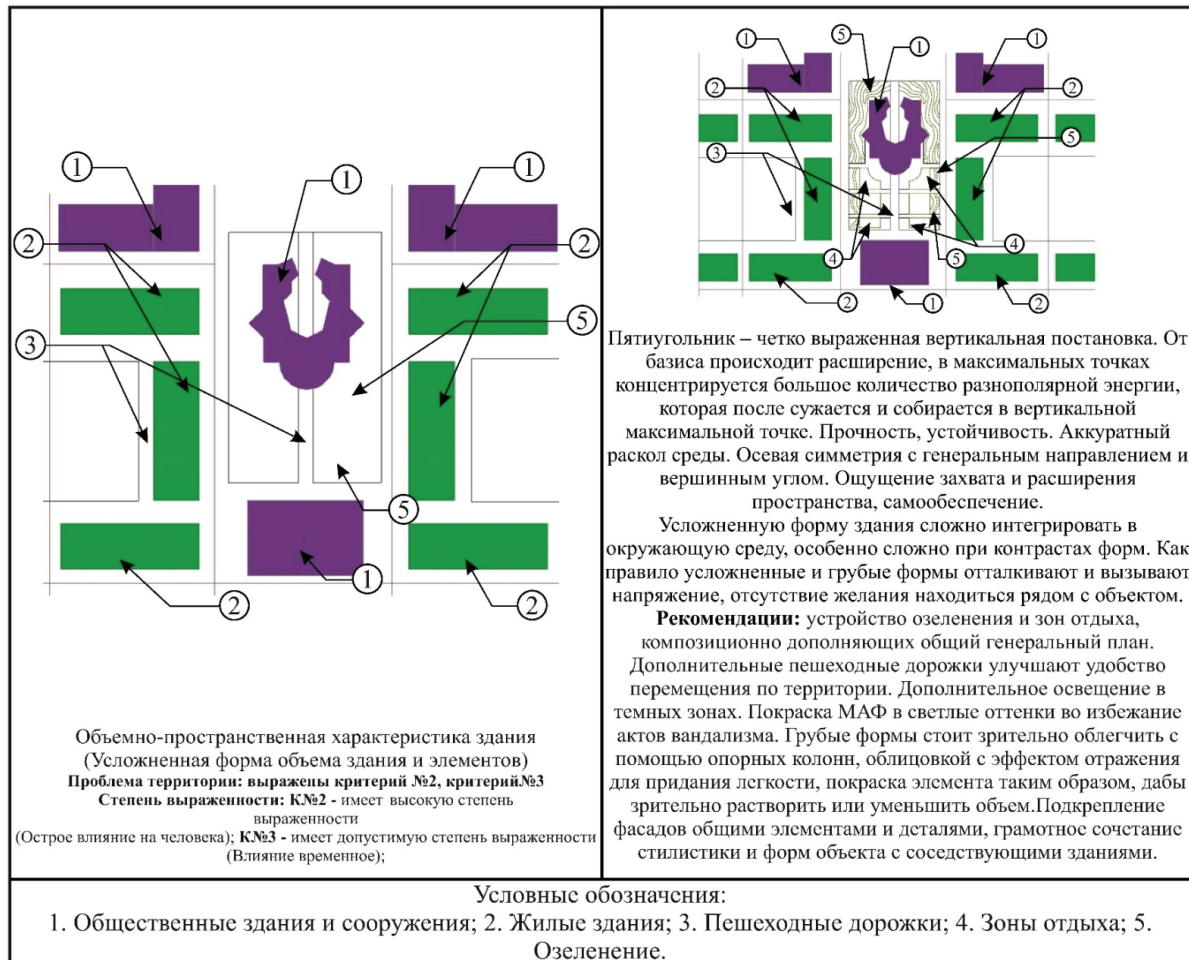 1
1
1
2
2
3
5
5
1
2
2
Объемно-пространственная характеристика здания
(Усложненная форма объема здания и элементов)
Проблема территории: выражены критерий №2, критерий№3
Степень выраженности: К№2 - имеет высокую степень
выраженности
(Острое влияние на человека); К№3 - имеет допустимую степень выраженности
(Влияние временное);
1
5
1
1
2
2
3
5
4
5
4
2
1
2
Пятиугольник – четко выраженная вертикальная постановка. От
базиса происходит расширение, в максимальных точках
концентрируется большое количество разнополярной энергии,
которая после сужается и собирается в вертикальной
максимальной точке. Прочность, устойчивость. Аккуратный
раскол среды. Осевая симметрия с генеральным направлением и
вершинным углом. Ощущение захвата и расширения
пространства, самообеспечение.
Усложненную форму здания сложно интегрировать в
окружающую среду, особенно сложно при контрастах форм. Как
правило усложненные и грубые формы отталкивают и вызывают
напряжение, отсутствие желания находиться рядом с объектом.
Рекомендации: устройство озеленения и зон отдыха,
композиционно дополняющих общий генеральный план.
Дополнительные пешеходные дорожки улучшают удобство
перемещения по территории. Дополнительное освещение в
темных зонах. Покраска МАФ в светлые оттенки во избежание
актов вандализма. Грубые формы стоит зрительно облегчить с
помощью опорных колонн, облицовкой с эффектом отражения
для придания легкости, покраска элемента таким образом, дабы
зрительно растворить или уменьшить объем.Подкрепление
фасадов общими элементами и деталями, грамотное сочетание
стилистики и форм объекта с соседствующими зданиями.
Условные обозначения:
1. Общественные здания и сооружения; 2. Жилые здания; 3. Пешеходные дорожки; 4. Зоны отдыха; 5.
Озеленение.